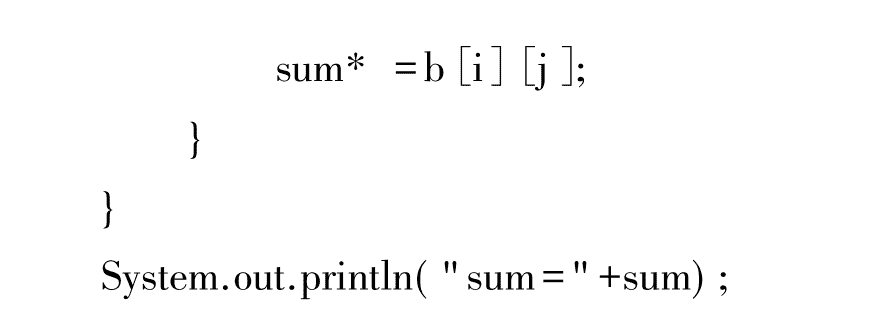 sum* =b[i][j];
}
}
System.out.println("sum="+sum);